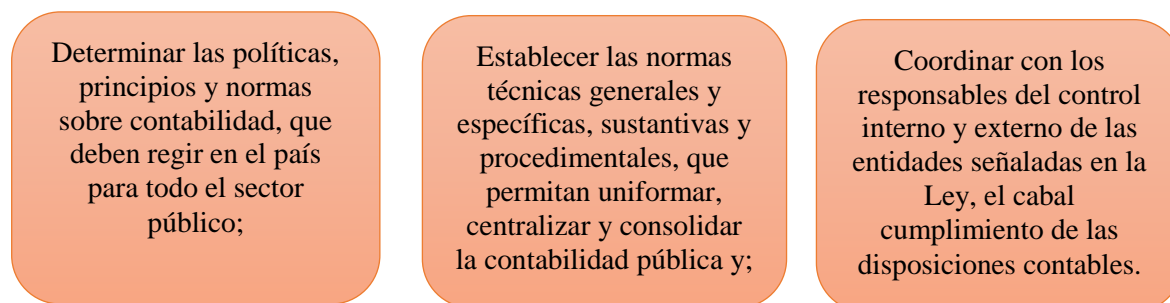 Determinar las políticas,
principios y normas
sobre contabilidad, que
deben regir en el país
para todo el sector
público;
Establecer las normas
técnicas generales y
específicas, sustantivas y
procedimentales, que
permitan uniformar,
centralizar y consolidar
la contabilidad pública y;
Coordinar con los
responsables del control
interno y externo de las
entidades señaladas en la
Ley, el cabal
cumplimiento de las
disposiciones contables.